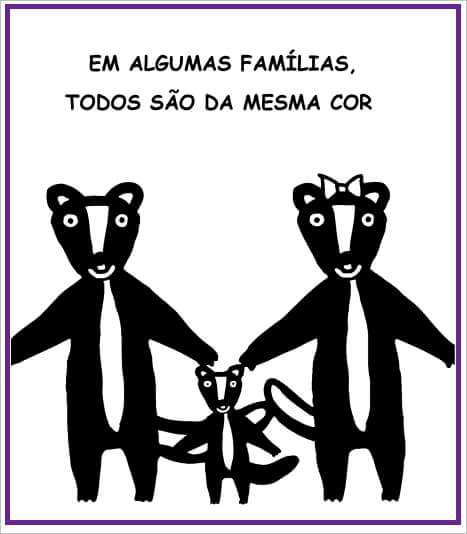 EM ALGUMAS FAMÍLIAS,
TODOS SÃO DA MESMA COR